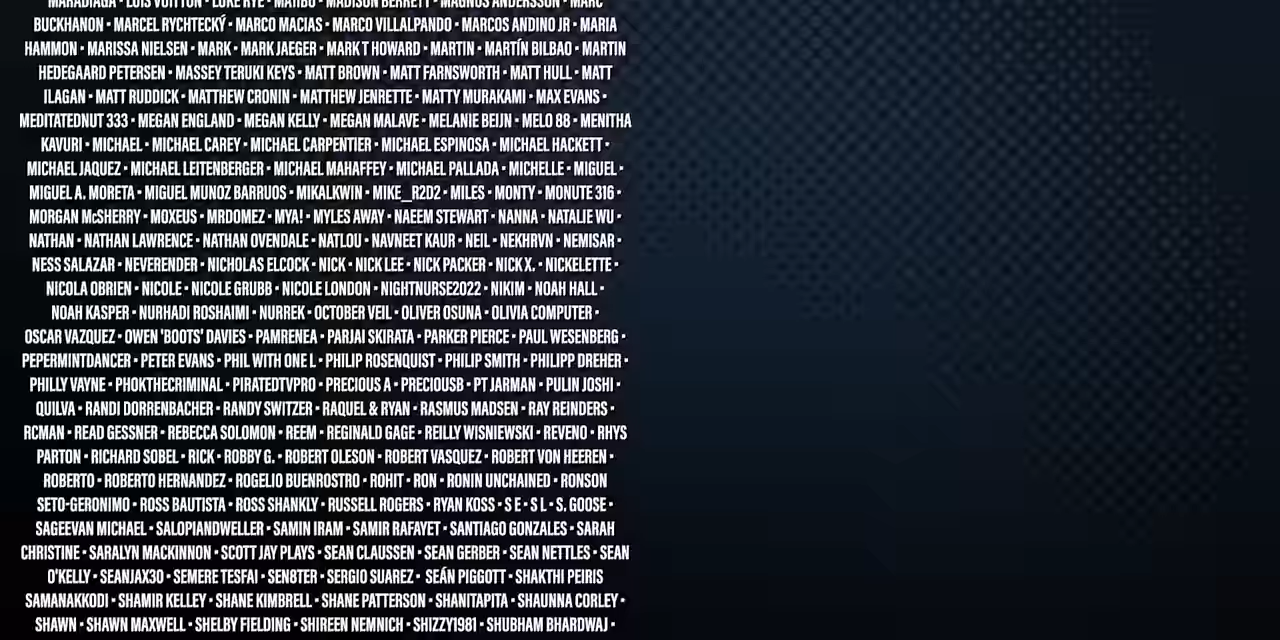 MARADIAGA • LOUIS VUITTON • LUKE RYE • MAIIBO • MADISON BERRETT • MAGNUS ANDERSSON • MARC
BUCKHANON • MARCEL RYCHTECKÝ • MARCO MACIAS • MARCO VILLALPANDO • MARCOS ANDINO JR • MARIA
HAMMON • MARISSA NIELSEN • MARK • MARK JAEGER • MARK T HOWARD • MARTIN • MARTÍN BILBAO • MARTIN
HEDEGAARD PETERSEN • MASSEY TERUKI KEYS • MATT BROWN • MATT FARNSWORTH • MATT HULL • MATT
ILAGAN • MATT RUDDICK • MATTHEW CRONIN • MATTHEW JENRETTE • MATTY MURAKAMI • MAX EVANS •
MEDITATEDNUT 333 • MEGAN ENGLAND • MEGAN KELLY • MEGAN MALAVE • MELANIE BEIJN • MELO 88 • MENITHA
KAVURI • MICHAEL • MICHAEL CAREY • MICHAEL CARPENTIER • MICHAEL ESPINOSA • MICHAEL HACKETT •
MICHAEL JAQUEZ • MICHAEL LEITENBERGER • MICHAEL MAHAFFEY • MICHAEL PALLADA • MICHELLE • MIGUEL •
MIGUEL A. MORETA • MIGUEL MUNOZ BARRUOS • MIKALKWIN • MIKE_R2D2 • MILES • MONTY • MONUTE 316 •
MORGAN McSHERRY • MOXEUS • MRDOMEZ • MYA! • MYLES AWAY • NAEEM STEWART • NANNA • NATALIE WU •
NATHAN • NATHAN LAWRENCE • NATHAN OVENDALE • NATLOU • NAVNEET KAUR • NEIL • NEKHRVN • NEMISAR •
NESS SALAZAR • NEVERENDER • NICHOLAS ELCOCK • NICK • NICK LEE • NICK PACKER • NICK X. • NICKELETTE •
NICOLA OBRIEN • NICOLE • NICOLE GRUBB • NICOLE LONDON • NIGHTNURSE2022 • NIKIM • NOAH HALL •
NOAH KASPER • NURHADI ROSHAIMI • NURREK • OCTOBER VEIL • OLIVER OSUNA • OLIVIA COMPUTER •
OSCAR VAZQUEZ • OWEN 'BOOTS' DAVIES • PAMRENEA • PARJAI SKIRATA • PARKER PIERCE • PAUL WESENBERG •
PEPERMINTDANCER • PETER EVANS • PHIL WITH ONE L • PHILIP ROSENQUIST • PHILIP SMITH • PHILIPP DREHER •
PHILLY VAYNE • PHOKTHECRIMINAL • PIRATEDTVPRO • PRECIOUS A • PRECIOUSB • PT JARMAN • PULIN JOSHI •
QUILVA • RANDI DORRENBACHER • RANDY SWITZER • RAQUEL & RYAN • RASMUS MADSEN • RAY REINDERS •
RCMAN • READ GESSNER • REBECCA SOLOMON • REEM • REGINALD GAGE • REILLY WISNIEWSKI • REVENO • RHYS
PARTON • RICHARD SOBEL • RICK • ROBBY G. • ROBERT OLESON • ROBERT VASQUEZ • ROBERT VON HEEREN •
ROBERTO • ROBERTO HERNANDEZ • ROGELIO BUENROSTRO • ROHIT • RON • RONIN UNCHAINED • RONSON
SETO-GERONIMO • ROSS BAUTISTA • ROSS SHANKLY • RUSSELL ROGERS • RYAN KOSS • S E • S L • S. GOOSE •
SAGEEVAN MICHAEL • SALOPIANDWELLER • SAMIN IRAM • SAMIR RAFAYET • SANTIAGO GONZALES • SARAH
CHRISTINE • SARALYN MACKINNON • SCOTT JAY PLAYS • SEAN CLAUSSEN • SEAN GERBER • SEAN NETTLES • SEAN
O'KELLY • SEANJAX30 • SEMERE TESFAI • SEN8TER • SERGIO SUAREZ • SEÁN PIGGOTT • SHAKTHI PEIRIS
SAMANAKKODI • SHAMIR KELLEY • SHANE KIMBRELL • SHANE PATTERSON • SHANITAPITA • SHAUNNA CORLEY •
SHAWN • SHAWN MAXWELL • SHELBY FIELDING • SHIREEN NEMNICH • SHIZZY1981 • SHUBHAM BHARDWAJ •